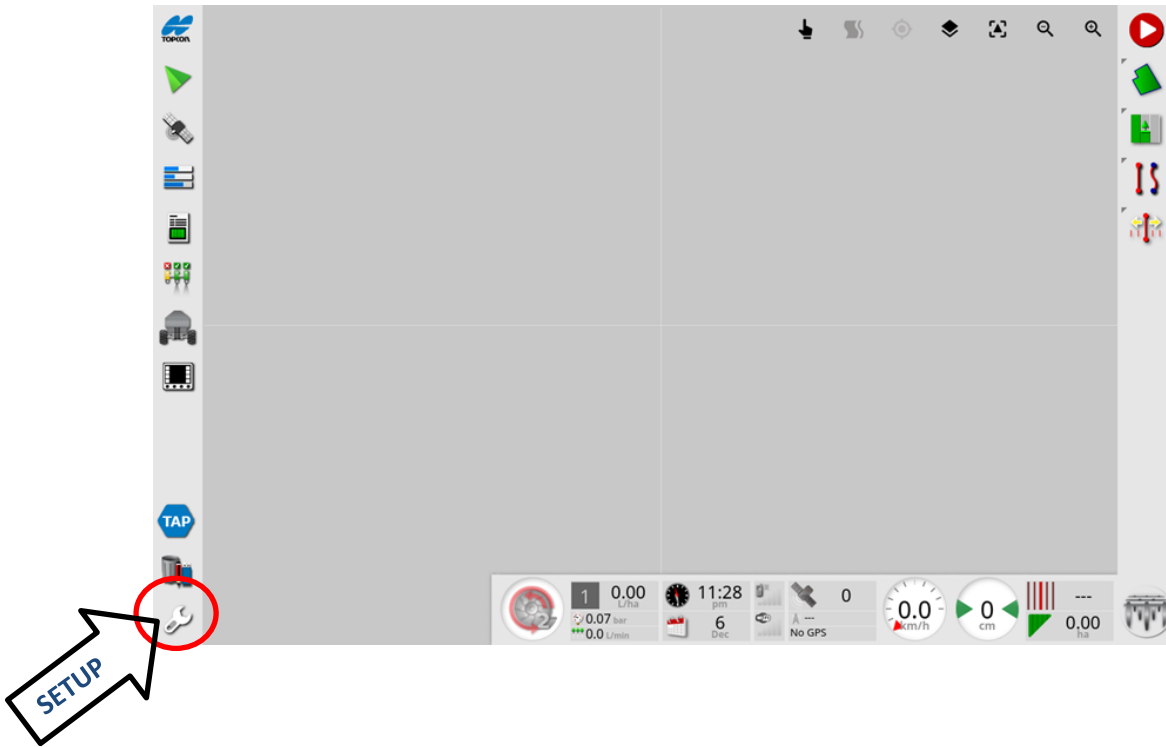 TOPCON
TAP
1 0.00
L/ha
0.07 bar
0.0 L/min
11:28
pm
6
Dec
0
---
No GPS
0.0
km/h
0
cm
---
0.00
ha
2
SETUP